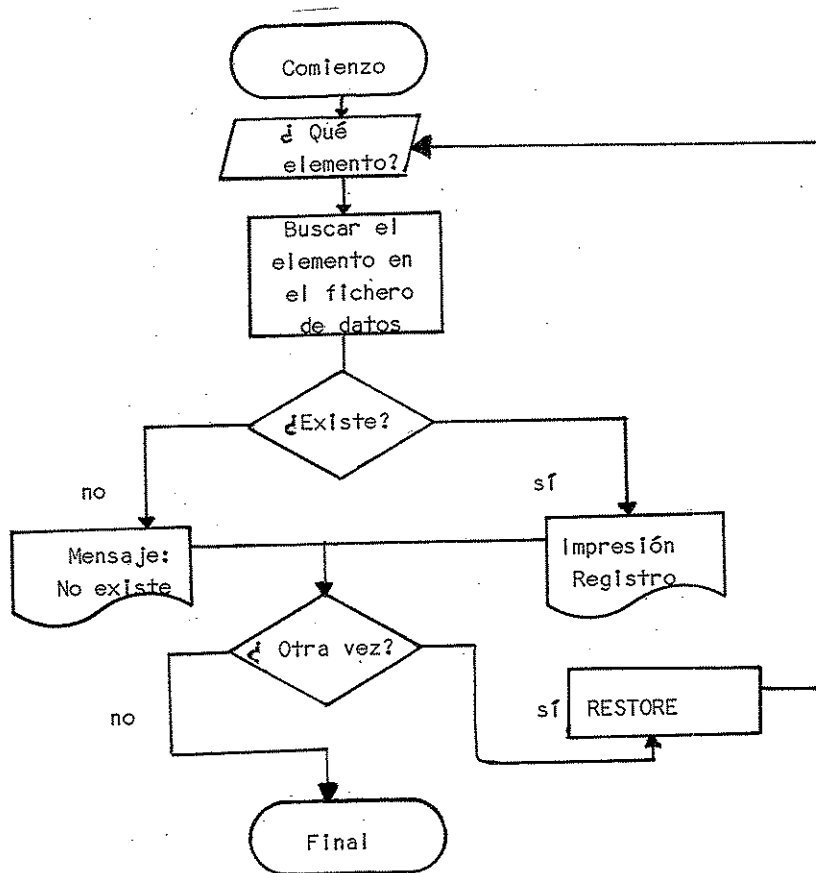 Comienzo
¿ Qué
elemento?
Buscar el
elemento en
el fichero
de datos
¿Existe?
no
sí
Mensaje:
No existe
Impresión
Registro
¿ Otra vez?
no
sí
RESTORE
Final